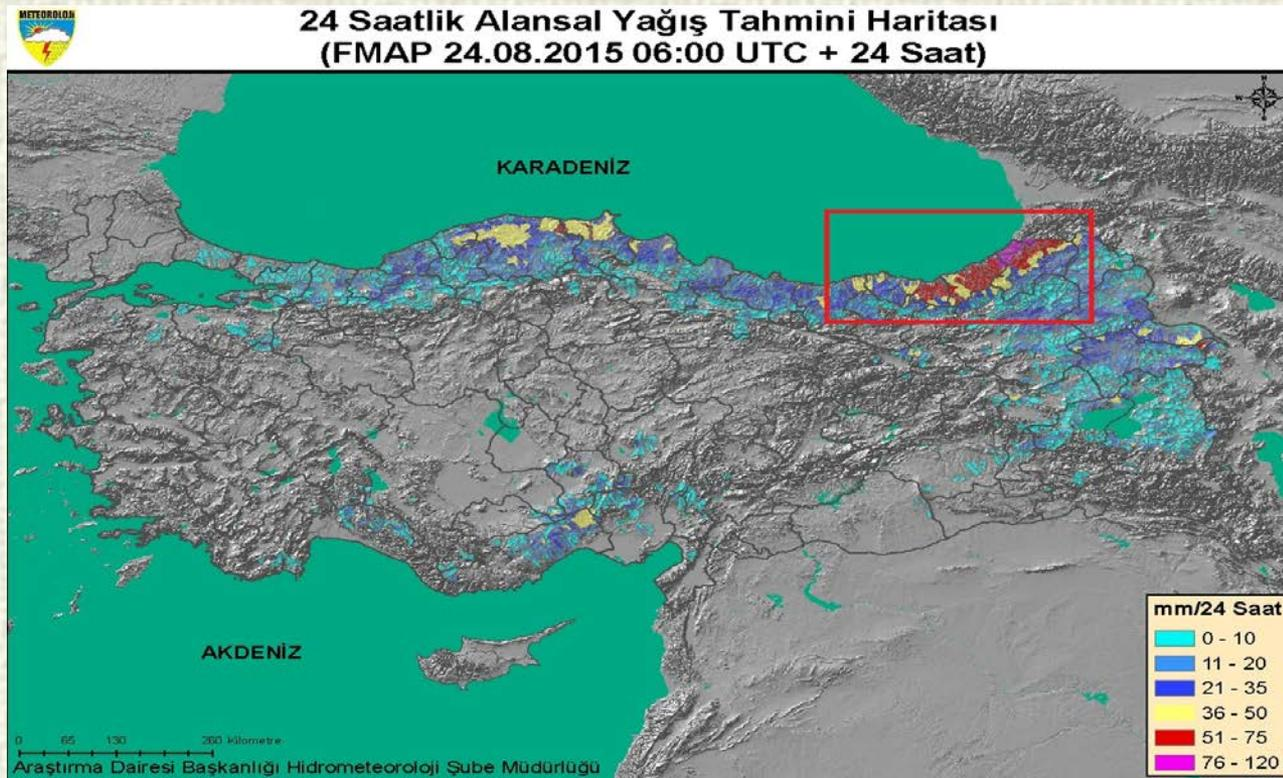 METEOROLOJİ
24 Saatlik Alansal Yağış Tahmini Haritası
(FMAP 24.08.2015 06:00 UTC + 24 Saat)
N
W
KARADENİZ
AKDENİZ
mm/24 Saat
0 - 10
11 - 20
21 - 35
36 - 50
51 - 75
76 - 120
0 65 130 260 Kilometre
Araştırma Dairesi Başkanlığı Hidrometeoroloji Şube Müdürlüğü